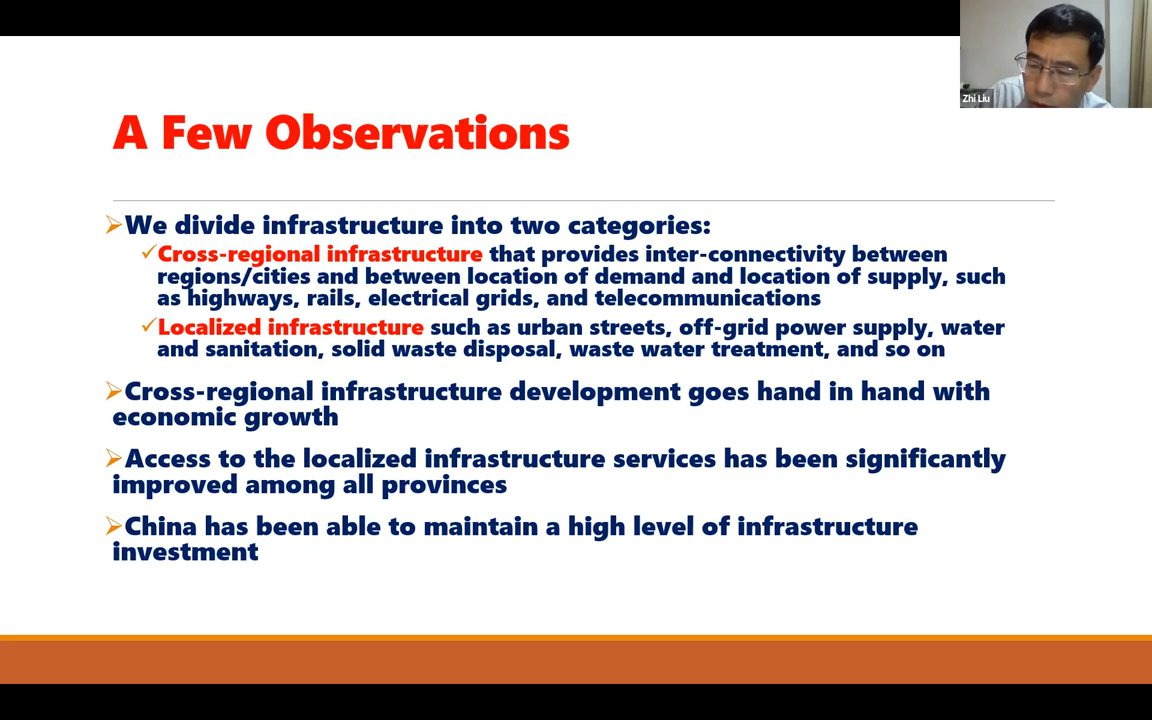 Zhi Liu
A Few Observations
We divide infrastructure into two categories:
Cross-regional infrastructure that provides inter-connectivity between
regions/cities and between location of demand and location of supply, such
as highways, rails, electrical grids, and telecommunications
Localized infrastructure such as urban streets, off-grid power supply, water
and sanitation, solid waste disposal, waste water treatment, and so on
Cross-regional infrastructure development goes hand in hand with
economic growth
Access to the localized infrastructure services has been significantly
improved among all provinces
China has been able to maintain a high level of infrastructure
investment